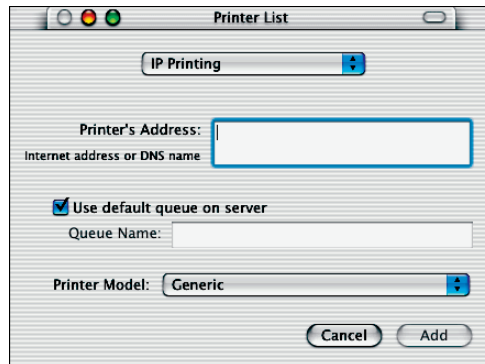 Printer List
IP Printing
Printer's Address:
Internet address or DNS name
Use default queue on server
Queue Name:
Printer Model: Generic
Cancel Add